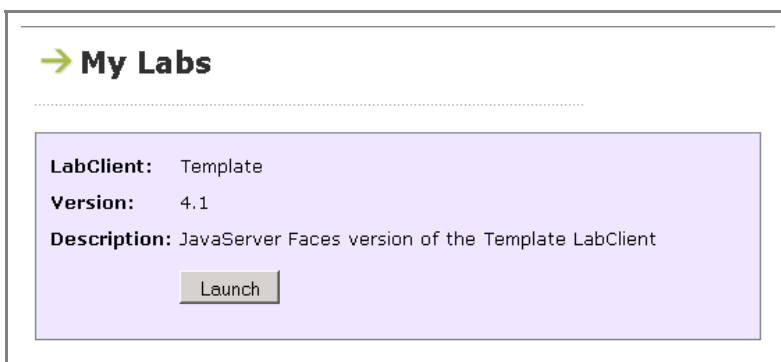 My Labs
LabClient: Template
Version: 4.1
Description: JavaServer Faces version of the Template LabClient
Launch